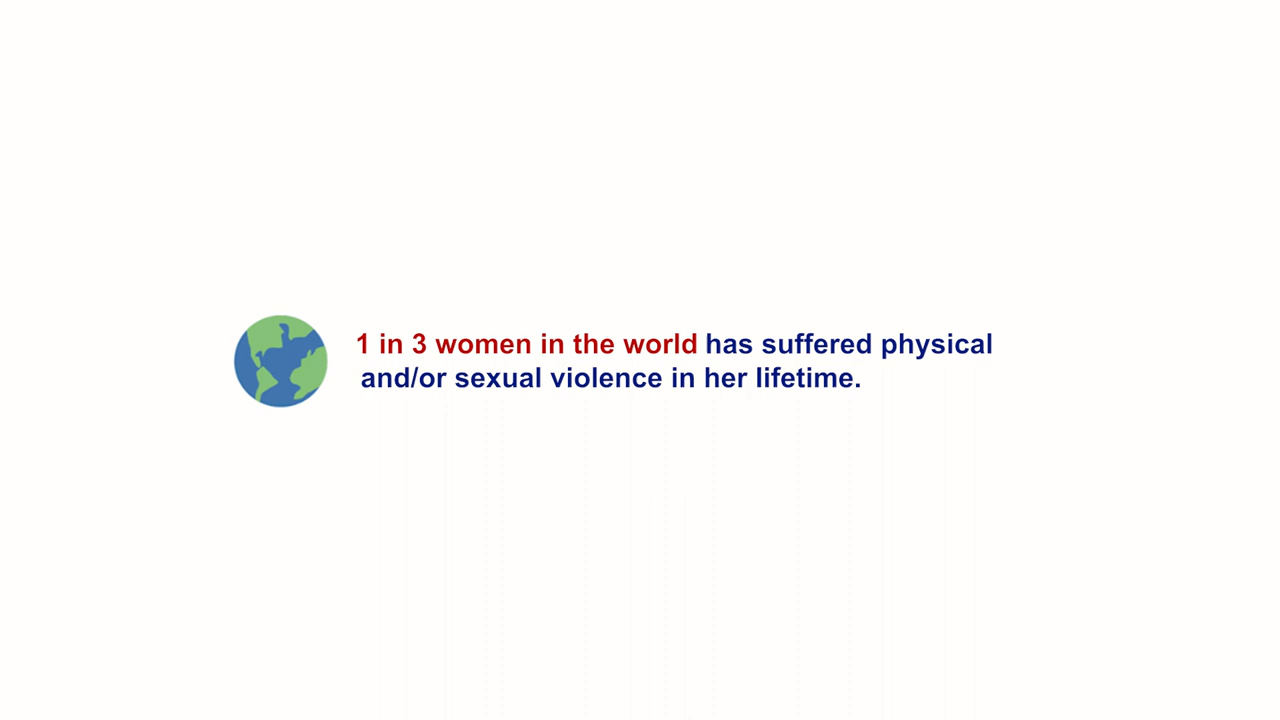 1 in 3 women in the world has suffered physical
and/or sexual violence in her lifetime.